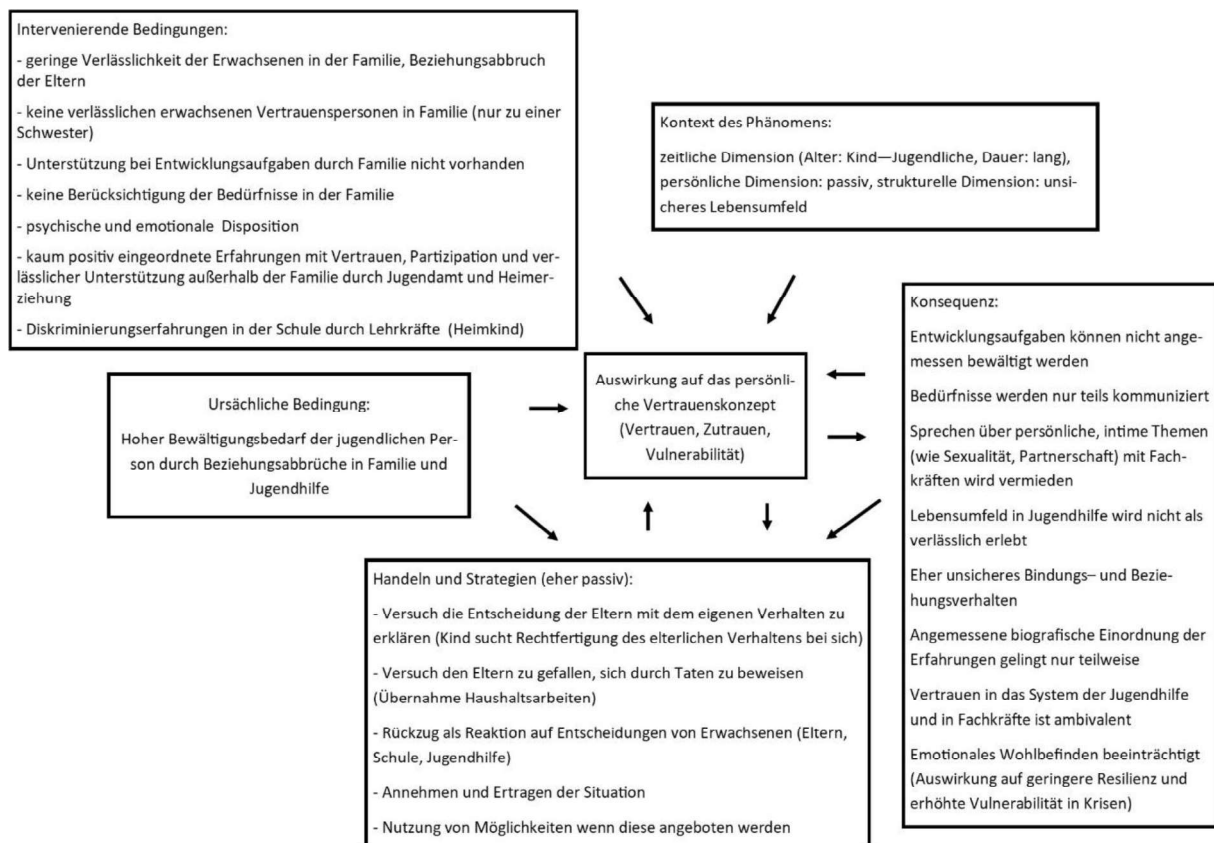 Intervenierende Bedingungen:
- geringe Verlässlichkeit der Erwachsenen in der Familie, Beziehungsabbruch
der Eltern
- keine verlässlichen erwachsenen Vertrauenspersonen in Familie (nur zu einer
Schwester)
- Unterstützung bei Entwicklungsaufgaben durch Familie nicht vorhanden
- keine Berücksichtigung der Bedürfnisse in der Familie
- psychische und emotionale Disposition
- kaum positiv eingeordnete Erfahrungen mit Vertrauen, Partizipation und ver-
lässlicher Unterstützung außerhalb der Familie durch Jugendamt und Heimer-
ziehung
- Diskriminierungserfahrungen in der Schule durch Lehrkräfte (Heimkind)
Kontext des Phänomens:
zeitliche Dimension (Alter: Kind—Jugendliche, Dauer: lang),
persönliche Dimension: passiv, strukturelle Dimension: unsi-
cheres Lebensumfeld
Ursächliche Bedingung:
Hoher Bewältigungsbedarf der jugendlichen Per-
son durch Beziehungsabbrüche in Familie und
Jugendhilfe
Auswirkung auf das persönli-
che Vertrauenskonzept
(Vertrauen, Zutrauen,
Vulnerabilität)
Konsequenz:
Entwicklungsaufgaben können nicht ange-
messen bewältigt werden
Bedürfnisse werden nur teils kommuniziert
Sprechen über persönliche, intime Themen
(wie Sexualität, Partnerschaft) mit Fach-
kräften wird vermieden
Lebensumfeld in Jugendhilfe wird nicht als
verlässlich erlebt
Eher unsicheres Bindungs– und Bezie-
hungsverhalten
Angemessene biografische Einordnung der
Erfahrungen gelingt nur teilweise
Vertrauen in das System der Jugendhilfe
und in Fachkräfte ist ambivalent
Emotionales Wohlbefinden beeinträchtigt
(Auswirkung auf geringere Resilienz und
erhöhte Vulnerabilität in Krisen)
Handeln und Strategien (eher passiv):
- Versuch die Entscheidung der Eltern mit dem eigenen Verhalten zu
erklären (Kind sucht Rechtfertigung des elterlichen Verhaltens bei sich)
- Versuch den Eltern zu gefallen, sich durch Taten zu beweisen
(Übernahme Haushaltsarbeiten)
- Rückzug als Reaktion auf Entscheidungen von Erwachsenen (Eltern,
Schule, Jugendhilfe)
- Annehmen und Ertragen der Situation
- Nutzung von Möglichkeiten wenn diese angeboten werden